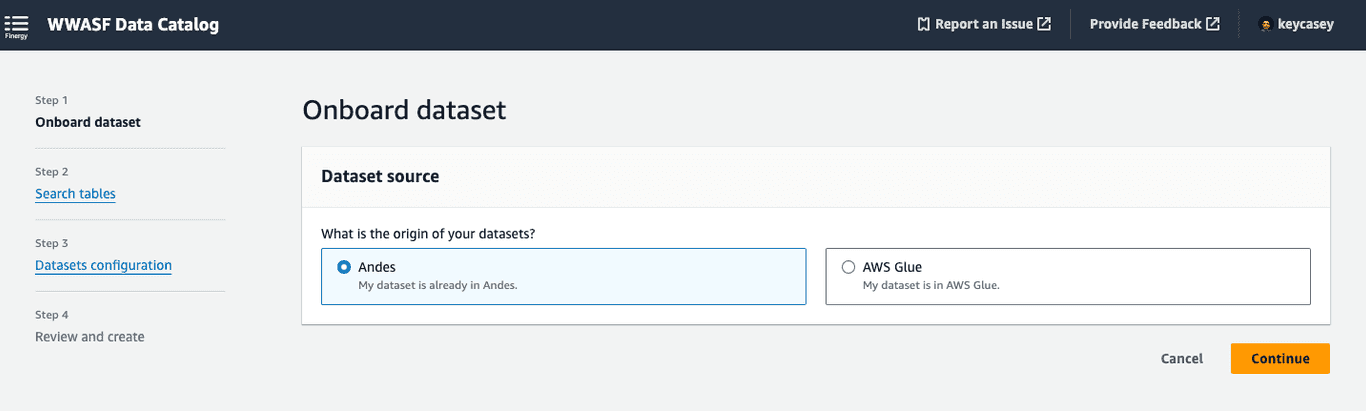 Finergy
WWASF Data Catalog
Report an Issue
Provide Feedback
keycasey
Step 1
Onboard dataset
Step 2
Search tables
Step 3
Datasets configuration
Step 4
Review and create
Onboard dataset
Dataset source
What is the origin of your datasets?
Andes
My dataset is already in Andes.
AWS Glue
My dataset is in AWS Glue.
Cancel
Continue